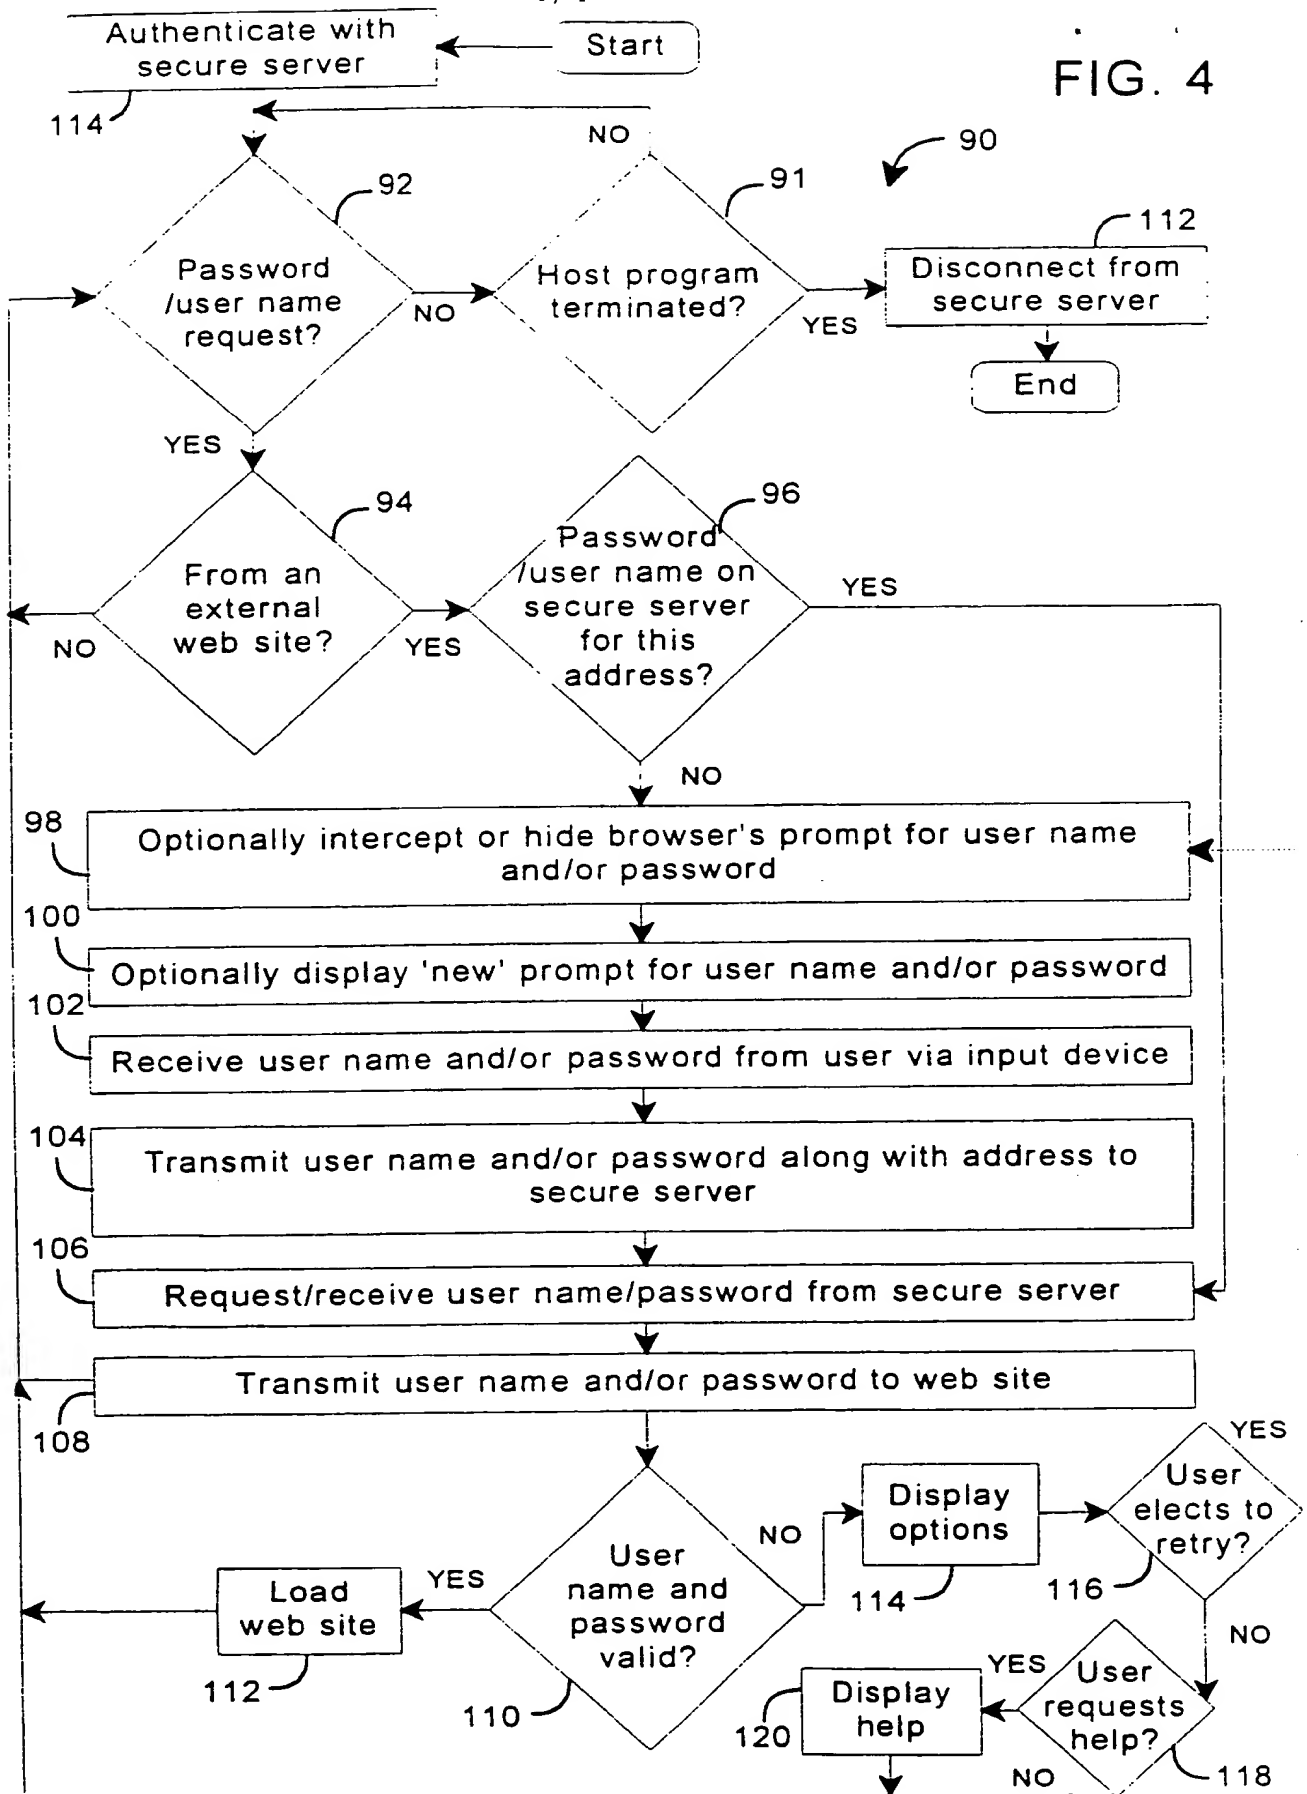 Authenticate with
secure server
Start
FIG. 4
114
NO
90
92
91
112
Password
/user name
request?
NO
Host program
terminated?
YES
Disconnect from
secure server
End
YES
94
96
From an
external
web site?
NO
YES
Password
/user name on
secure server
for this
address?
YES
NO
98
Optionally intercept or hide browser's prompt for user name
and/or password
100
Optionally display 'new' prompt for user name and/or password
102
Receive user name and/or password from user via input device
104
Transmit user name and/or password along with address to
secure server
106
Request/receive user name/password from secure server
Transmit user name and/or password to web site
108
User
name and
password
valid?
110
YES
Load
web site
112
NO
Display
options
114
User
elects to
retry?
YES
116
NO
User
requests
help?
YES
118
NO
Display
help
120